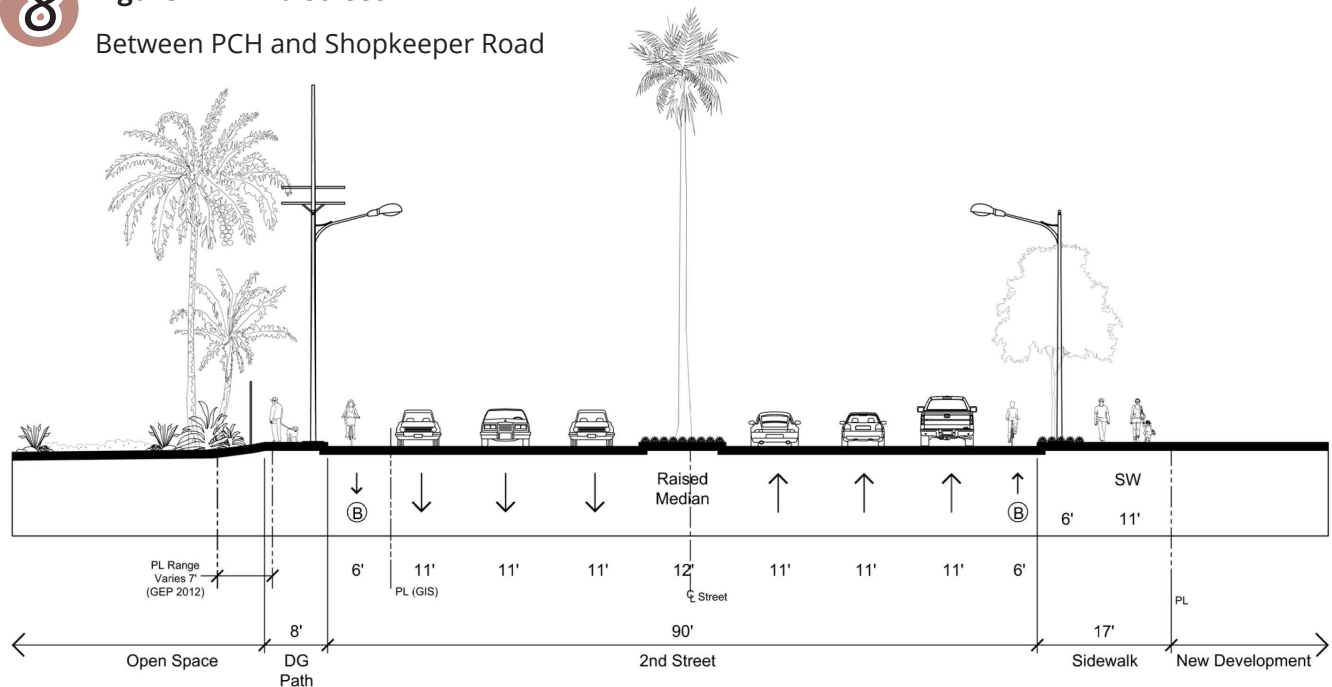 8
Between PCH and Shopkeeper Road
Raised
Median
SW
B
B
6'
11'
PL Range
Varies 7'
(GEP 2012)
6'
11'
11'
11'
12'
11'
11'
11'
6'
PL (GIS)
CL Street
PL
8'
90'
17'
Open Space
DG
Path
2nd Street
Sidewalk
New Development